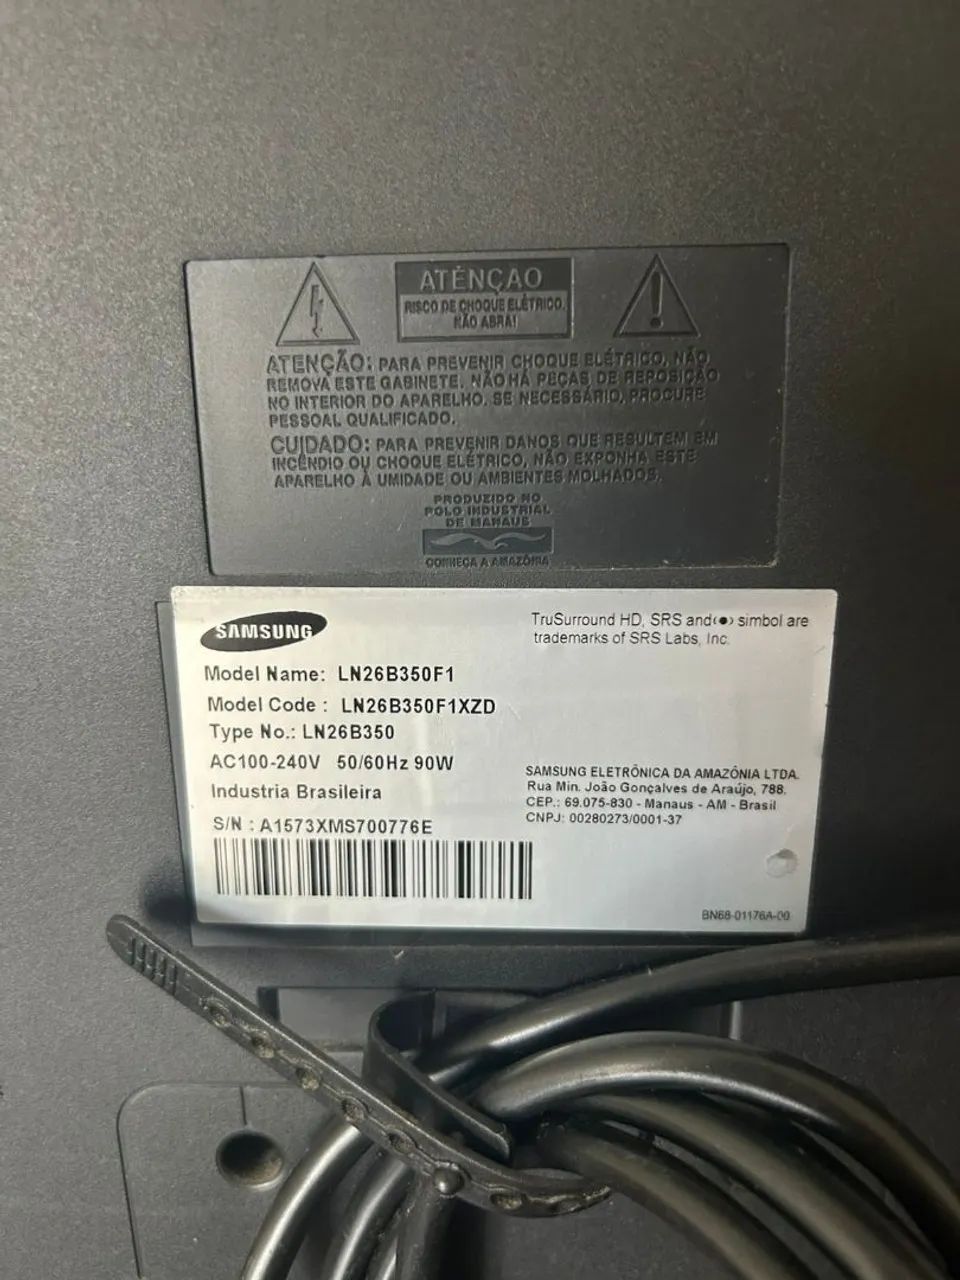 ATENÇÃO
RISCO DE CHOQUE ELÉTRICO.
NÃO ABRA!
ATENÇÃO: PARA PREVENIR CHOQUE ELÉTRICO, NÃO
REMOVA ESTE GABINETE. NÃO HÁ PEÇAS DE REPOSIÇÃO
NO INTERIOR DO APARELHO. SE NECESSÁRIO, PROCURE
PESSOAL QUALIFICADO.
CUIDADO: PARA PREVENIR DANOS QUE RESULTEM EM
INCÊNDIO OU CHOQUE ELÉTRICO, NÃO EXPONHA ESTE
APARELHO À UMIDADE OU AMBIENTES MOLHADOS.
PRODUZIDO NO
POLO INDUSTRIAL
DE MANAUS
CONHEÇA A AMAZÔNIA
SAMSUNG
TruSurround HD, SRS and (●) simbol are
trademarks of SRS Labs, Inc.
Model Name: LN26B350F1
Model Code : LN26B350F1XZD
Type No.: LN26B350
AC100-240V 50/60Hz 90W
Industria Brasileira
S/N : A1573XMS700776E
SAMSUNG ELETRÔNICA DA AMAZÔNIA LTDA.
Rua Min. João Gonçalves de Araújo, 788.
CEP.: 69.075-830 - Manaus - AM - Brasil
CNPJ: 00280273/0001-37
BN68-01176A-00